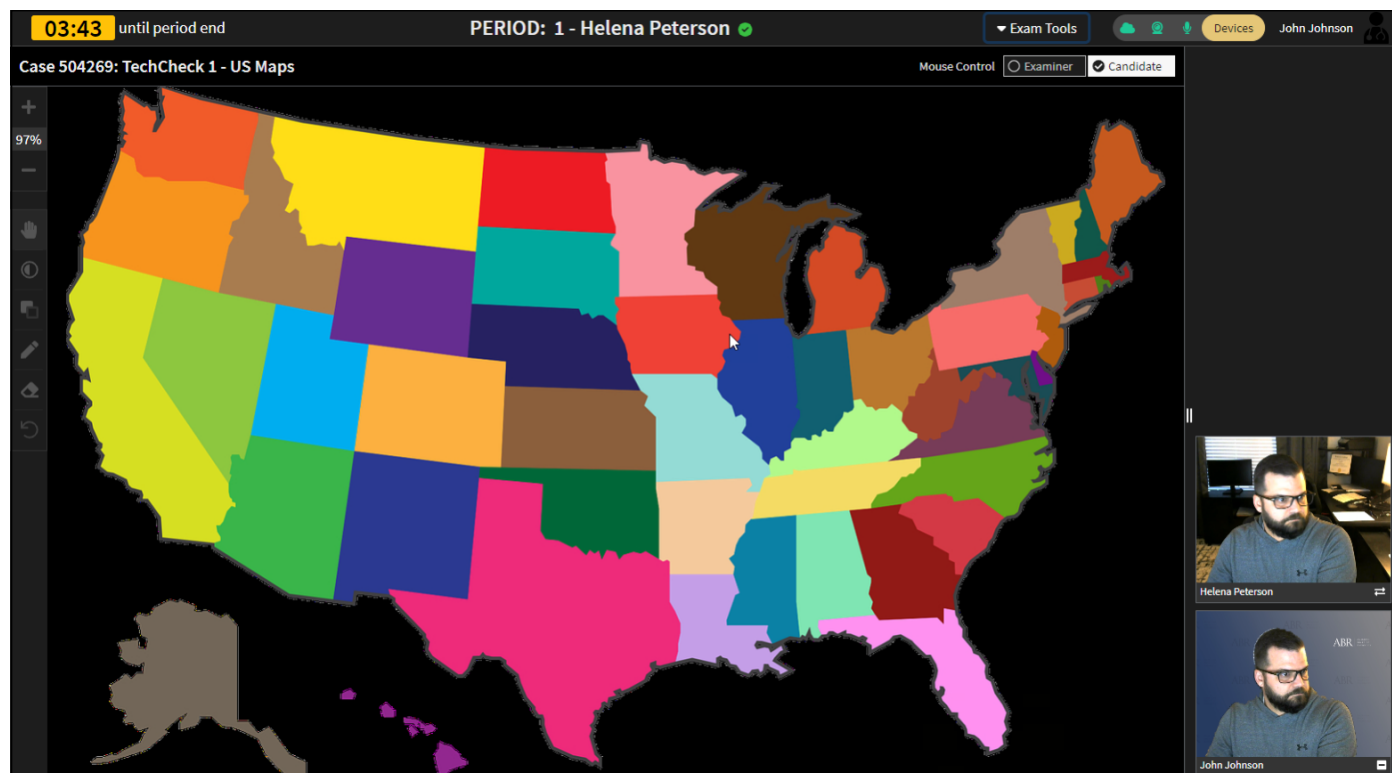 03:43 until period end
PERIOD: 1 - Helena Peterson
Exam Tools
Devices
John Johnson
Case 504269: TechCheck 1 - US Maps
Mouse Control
Examiner
Candidate
97%
Helena Peterson
ABR
John Johnson